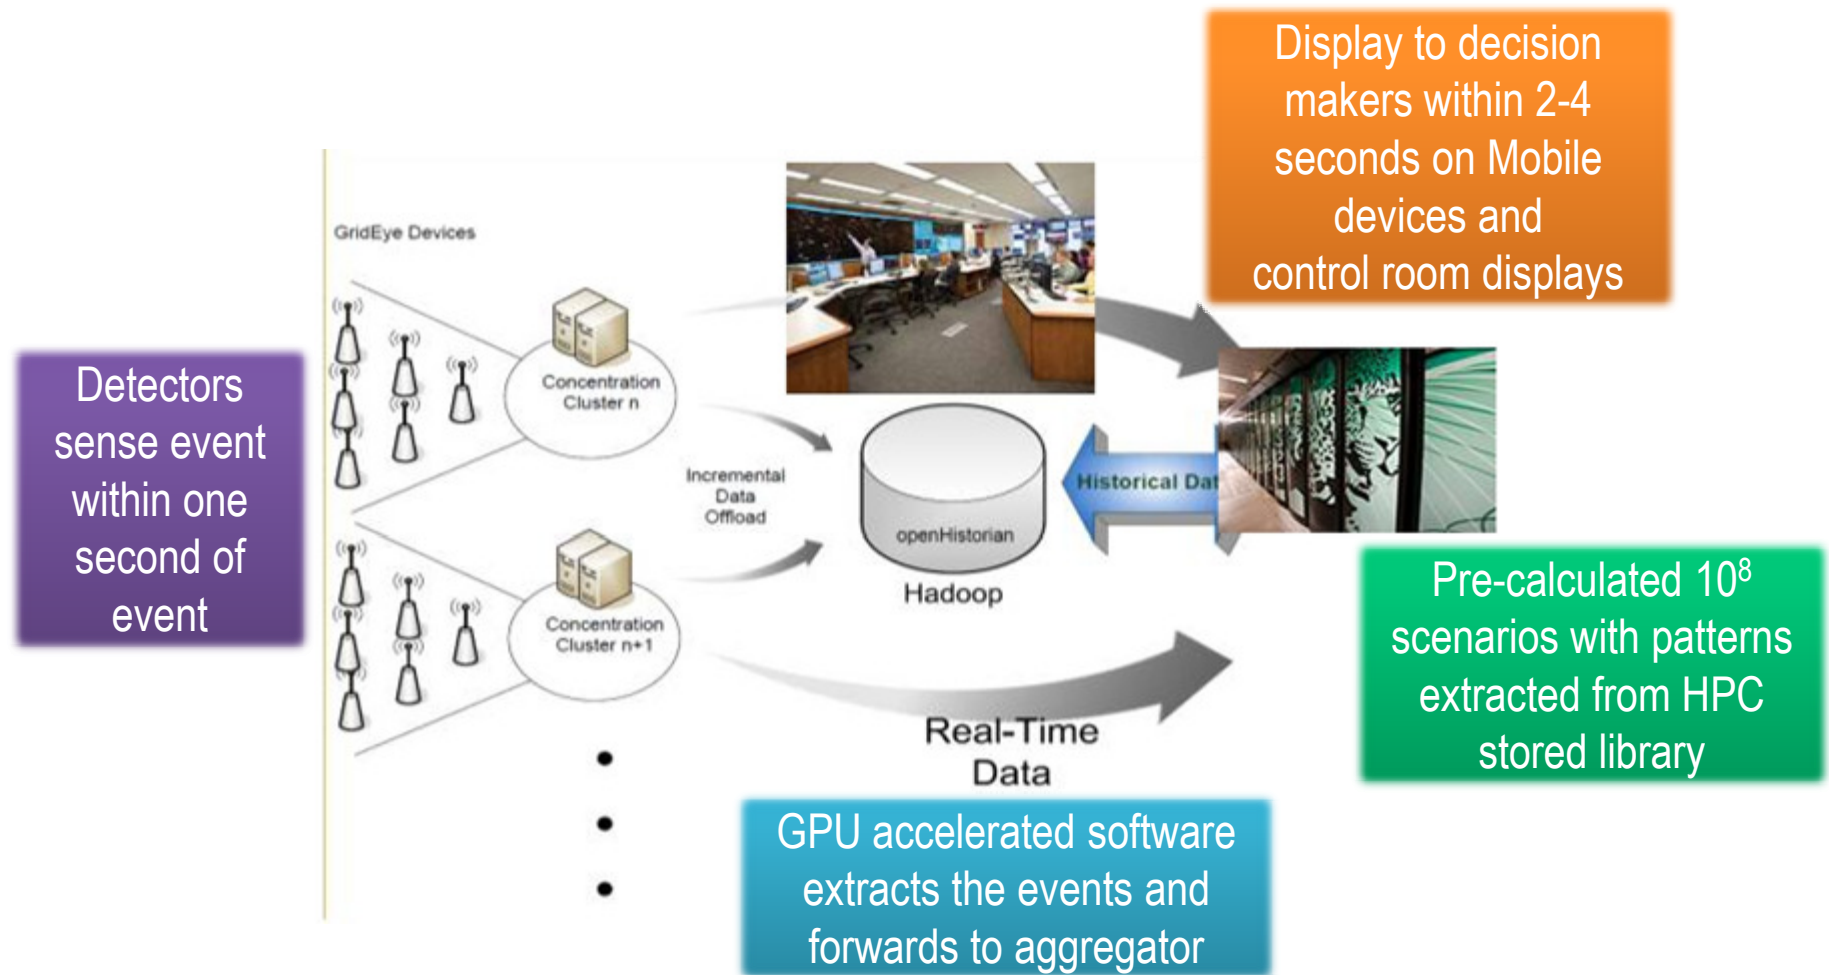 Display to decision
makers within 2-4
seconds on Mobile
devices and
control room displays
GridEye Devices
Concentration
Cluster n
Detectors
sense event
within one
second of
event
Incremental
Data
Offload
openHistorian
Hadoop
Historical Dat
Concentration
Cluster n+1
Pre-calculated 10⁸
scenarios with patterns
extracted from HPC
stored library
Real-Time
Data
GPU accelerated software
extracts the events and
forwards to aggregator